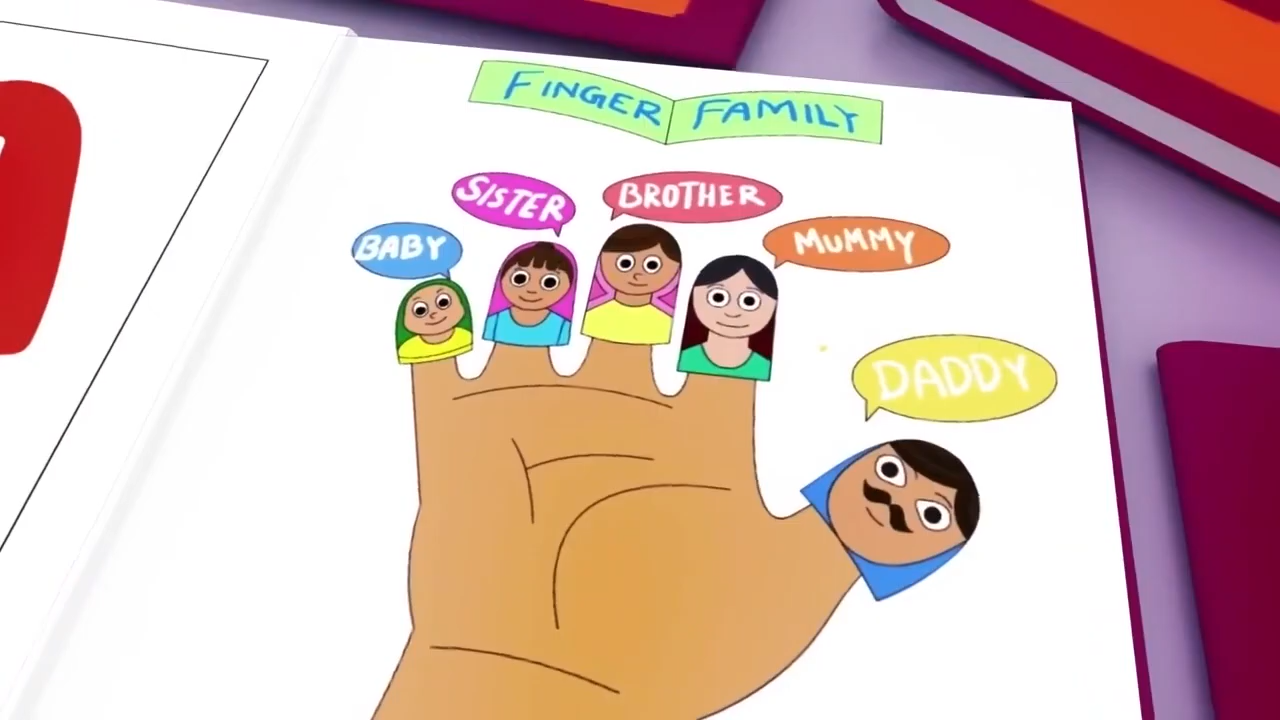 FINGER FAMILY
SISTER
BROTHER
BABY
MUMMY
DADDY